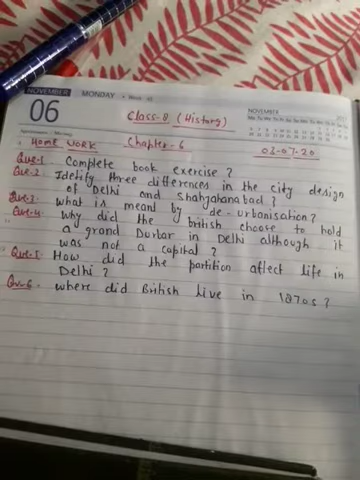 NOVEMBER
06
MONDAY
Class-8 (History)
NOVEMBER
HOME WORK
Chapter-6
03-07-20
Que-1 Complete book exercise?
Que-2. Idetify three differences in the city design
of Delhi and Shahjahanabad?
Que-3. what is meant by de-urbanisation?
Que-4. Why did the british choose to hold
a grand Durbar in Delhi although it
was not a capital?
Que-5. How did the partition affect life in
Delhi?
Que-6. where did British live in 1870s?